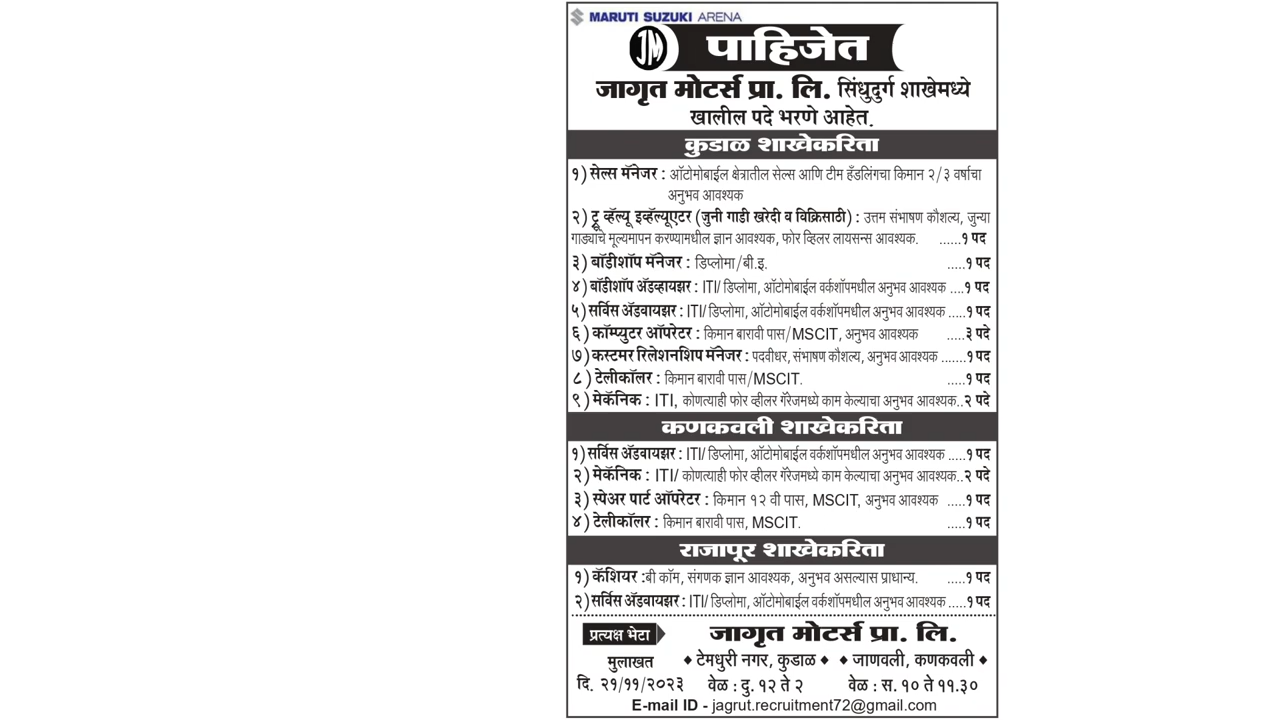 MARUTI SUZUKI ARENA
JM पाहिजेत
जागृत मोटर्स प्रा. लि. सिंधुदुर्ग शाखेमध्ये
खालील पदे भरणे आहेत.
कुडाळ शाखेकरिता
१) सेल्स मॅनेजर : ऑटोमोबाईल क्षेत्रातील सेल्स आणि टीम हँडलिंगचा किमान २/३ वर्षाचा
अनुभव आवश्यक
२) ट्रू व्हॅल्यू इव्हॅल्यूएटर (जुनी गाडी खरेदी व विक्रिसाठी) : उत्तम संभाषण कौशल्य, जुन्या
गाड्यांचे मूल्यमापन करण्यामधील ज्ञान आवश्यक, फोर व्हिलर लायसन्स आवश्यक. ......१ पद
३) बॉडीशॉप मॅनेजर : डिप्लोमा/बी.इ. .....१ पद
४) बॉडीशॉप ॲडव्हायझर : ITI/ डिप्लोमा, ऑटोमोबाईल वर्कशॉपमधील अनुभव आवश्यक ....१ पद
५) सर्विस ॲडवायझर : ITI/ डिप्लोमा, ऑटोमोबाईल वर्कशॉपमधील अनुभव आवश्यक .....१ पद
६) कॉम्प्युटर ऑपरेटर : किमान बारावी पास/MSCIT, अनुभव आवश्यक .....३ पदे
७) कस्टमर रिलेशनशिप मॅनेजर : पदवीधर, संभाषण कौशल्य, अनुभव आवश्यक .......१ पद
८) टेलीकॉलर : किमान बारावी पास/MSCIT. .....१ पद
९) मेकॅनिक : ITI, कोणत्याही फोर व्हीलर गॅरेजमध्ये काम केल्याचा अनुभव आवश्यक..२ पदे
कणकवली शाखेकरिता
१) सर्विस ॲडवायझर : ITI/ डिप्लोमा, ऑटोमोबाईल वर्कशॉपमधील अनुभव आवश्यक .....१ पद
२) मेकॅनिक : ITI/ कोणत्याही फोर व्हीलर गॅरेजमध्ये काम केल्याचा अनुभव आवश्यक..२ पदे
३) स्पेअर पार्ट ऑपरेटर : किमान १२ वी पास, MSCIT, अनुभव आवश्यक .....१ पद
४) टेलीकॉलर : किमान बारावी पास, MSCIT. .....१ पद
राजापूर शाखेकरिता
१) कॅशियर :बी कॉम, संगणक ज्ञान आवश्यक, अनुभव असल्यास प्राधान्य. .....१ पद
२) सर्विस ॲडवायझर : ITI/ डिप्लोमा, ऑटोमोबाईल वर्कशॉपमधील अनुभव आवश्यक .....१ पद
प्रत्यक्ष भेटा जागृत मोटर्स प्रा. लि.
मुलाखत ♦ टेमधुरी नगर, कुडाळ ♦ ♦ जाणवली, कणकवली ♦
दि. २१/११/२०२३ वेळ : दु. १२ ते २ वेळ : स. १० ते ११.३०
E-mail ID - jagrut.recruitment72@gmail.com